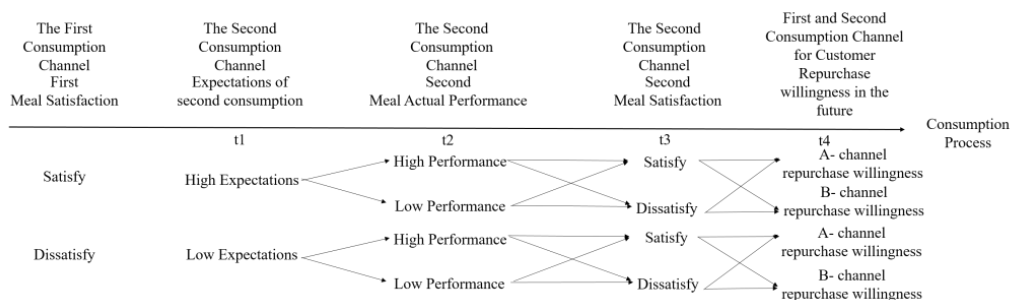 The First
Consumption
Channel
First
Meal Satisfaction
The Second
Consumption
Channel
Expectations of
second consumption
The Second
Consumption
Channel
Second
Meal Actual Performance
The Second
Consumption
Channel
Second
Meal Satisfaction
First and Second
Consumption Channel
for Customer
Repurchase
willingness in the
future
Consumption
Process
t1
t2
t3
t4
Satisfy
High Expectations
High Performance
Low Performance
Satisfy
Dissatisfy
A- channel
repurchase willingness
B- channel
repurchase willingness
Dissatisfy
Low Expectations
High Performance
Low Performance
Satisfy
Dissatisfy
A- channel
repurchase willingness
B- channel
repurchase willingness